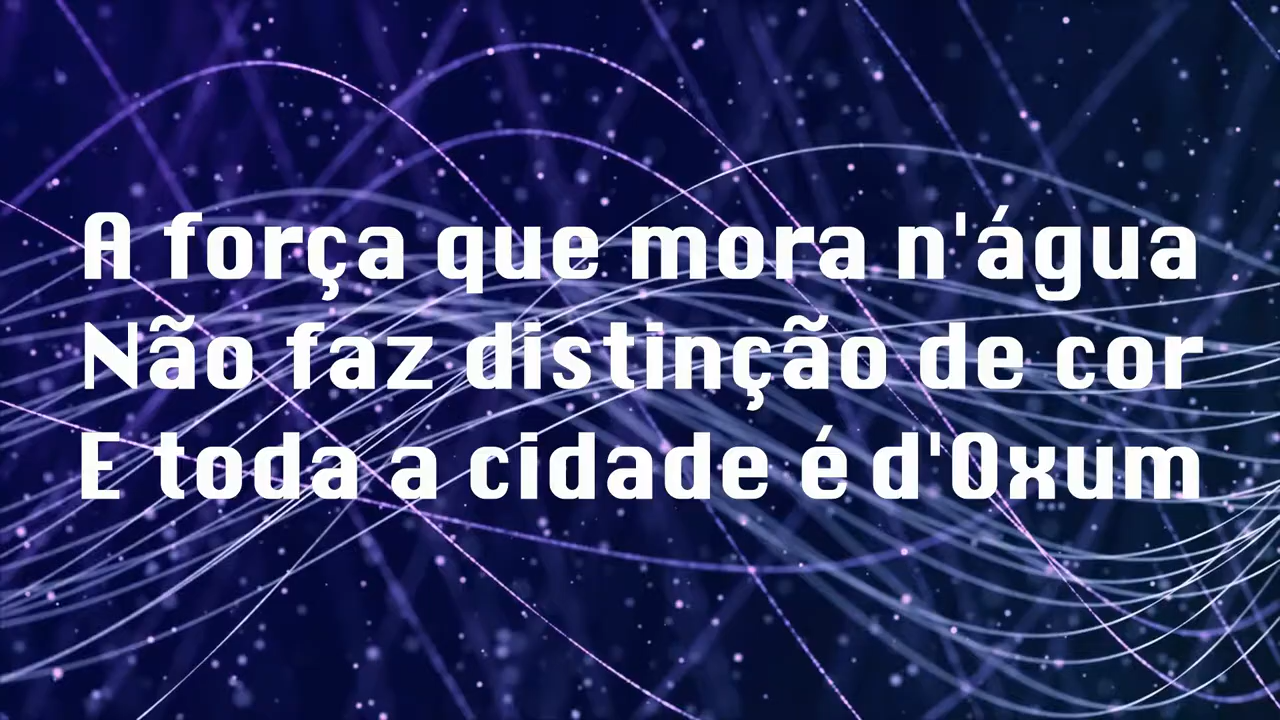 A força que mora n'água
Não faz distinção de cor
E toda a cidade é d'Oxum